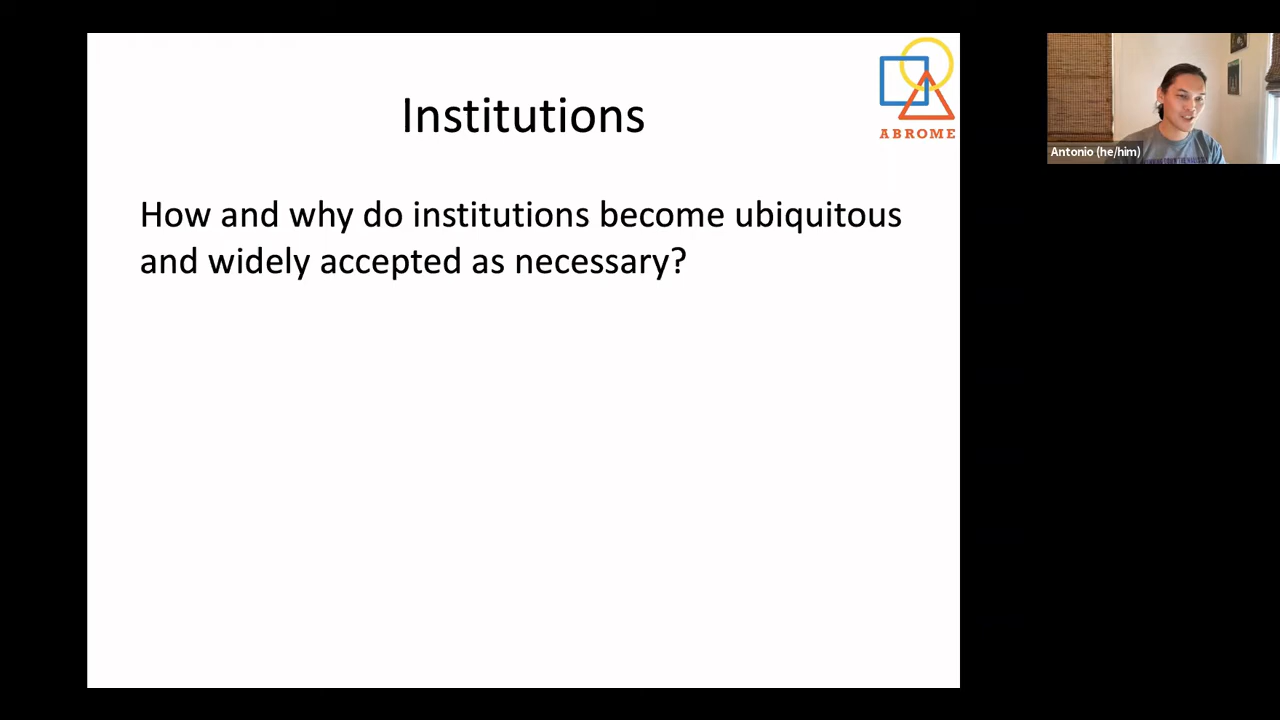 Institutions
ABROME
How and why do institutions become ubiquitous
and widely accepted as necessary?
Antonio (he/him)